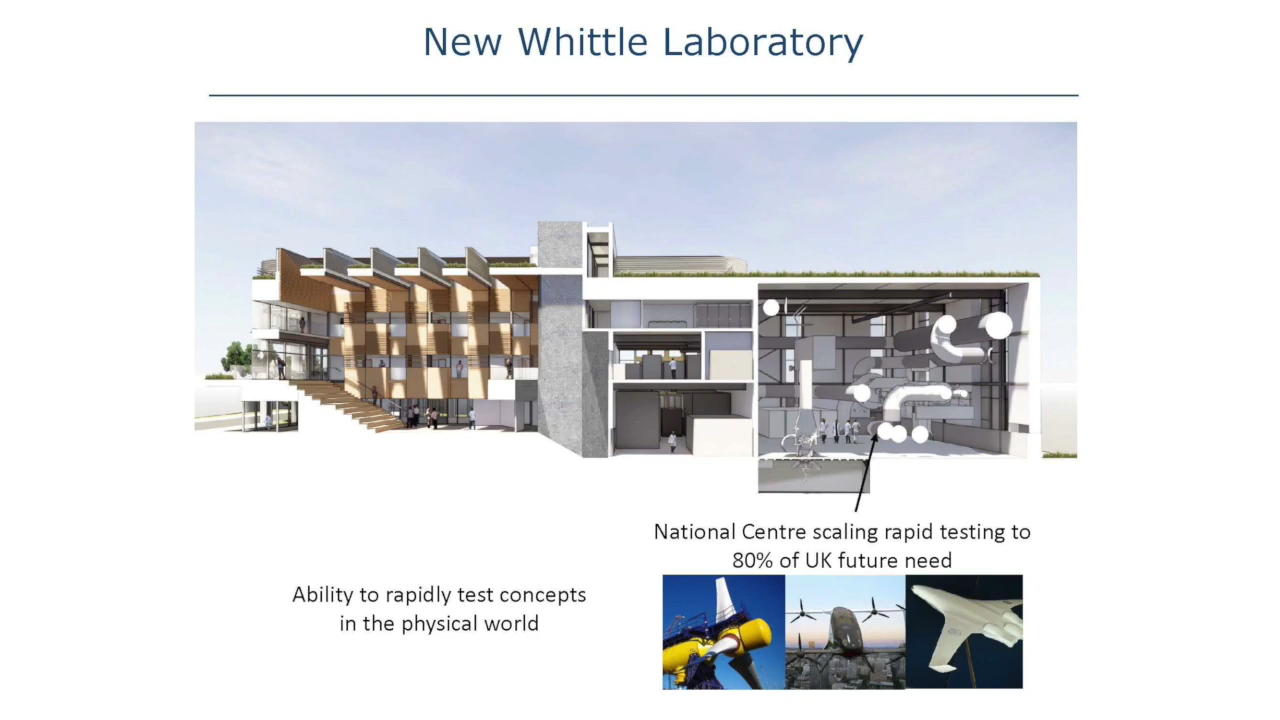 New Whittle Laboratory
National Centre scaling rapid testing to
80% of UK future need
Ability to rapidly test concepts
in the physical world